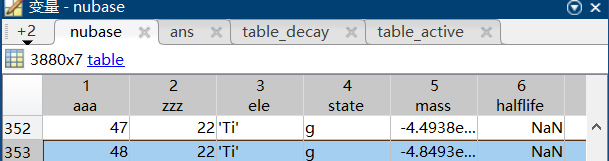 变量 - nubase
+2 nubase ans table_decay table_active
3880x7 table
1 2 3 4 5 6
aaa zzz ele state mass halflife
352 47 22 'Ti' g -4.4938e... NaN
353 48 22 'Ti' g -4.8493e... NaN